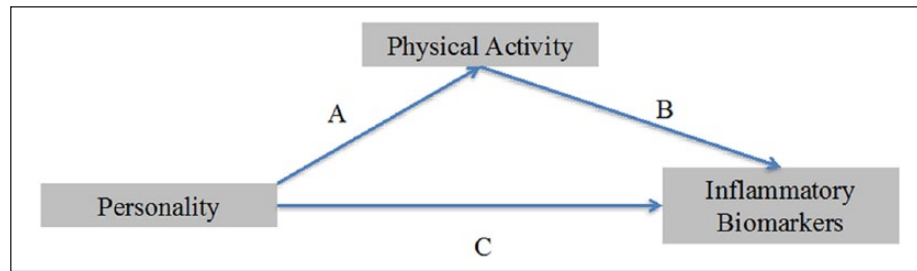 Physical Activity
A
B
Personality
Inflammatory
Biomarkers
C